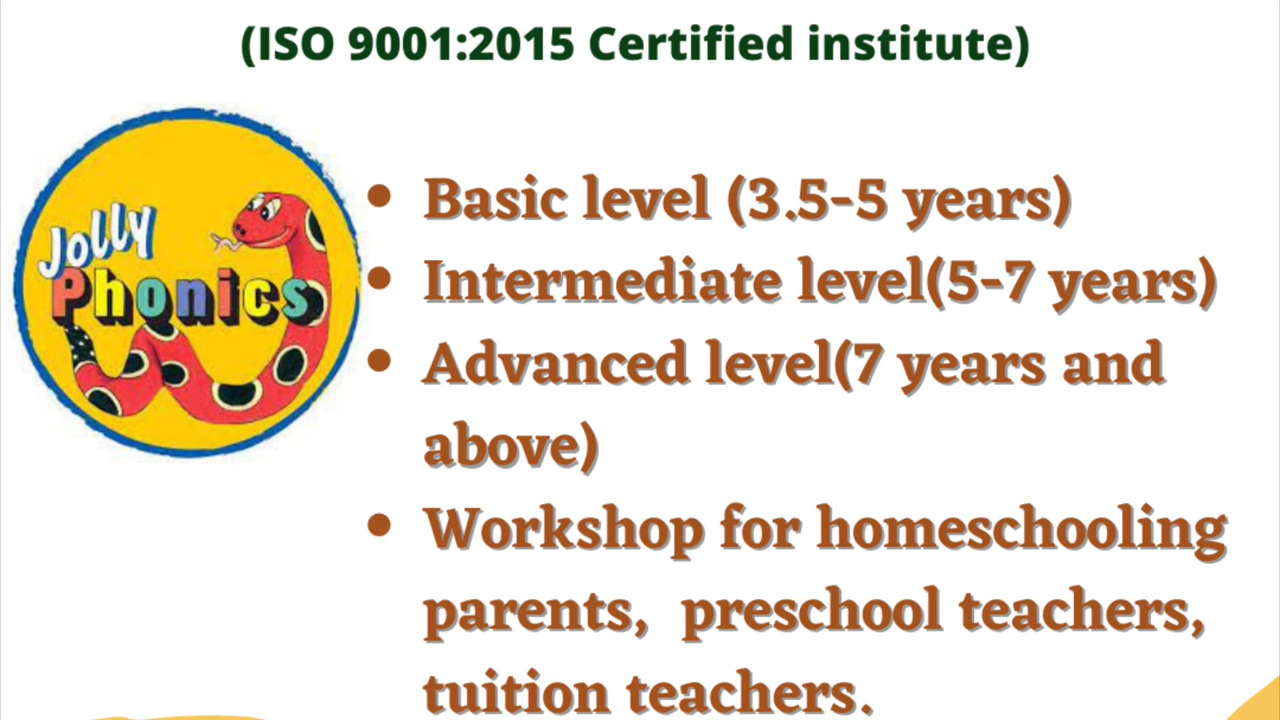 (ISO 9001:2015 Certified institute)
Jolly
Phonics
• Basic level (3.5-5 years)
• Intermediate level(5-7 years)
• Advanced level(7 years and
above)
• Workshop for homeschooling
parents,  preschool teachers,
tuition teachers.